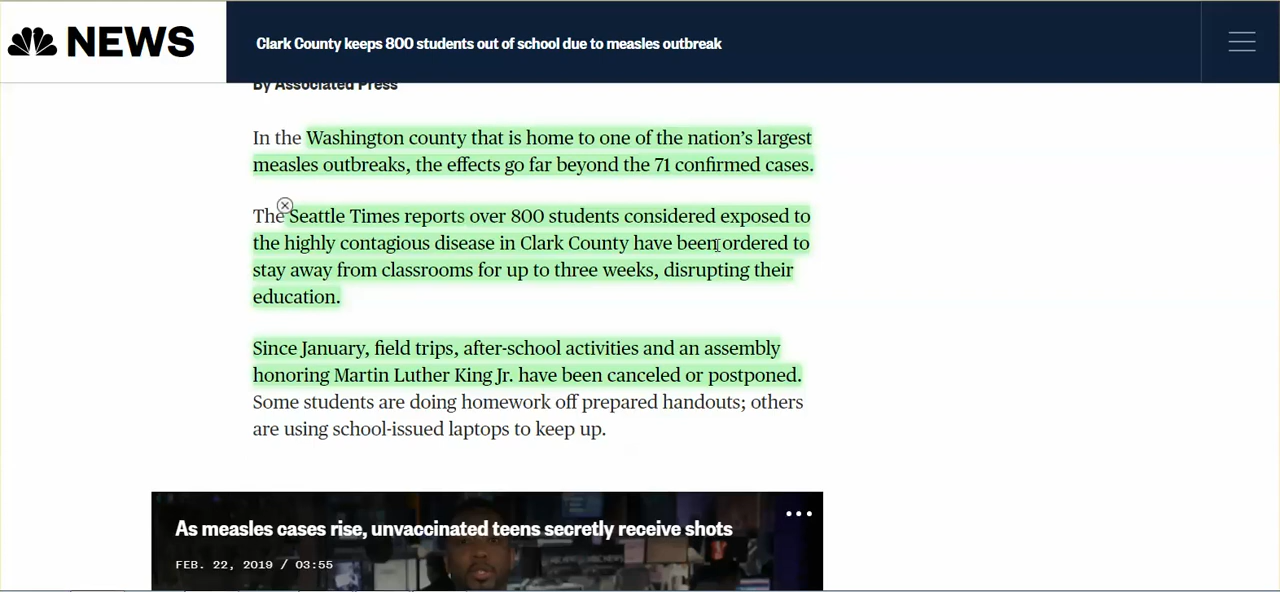 NEWS
Clark County keeps 800 students out of school due to measles outbreak
By Associated Press
In the Washington county that is home to one of the nation's largest
measles outbreaks, the effects go far beyond the 71 confirmed cases.
The Seattle Times reports over 800 students considered exposed to
the highly contagious disease in Clark County have been ordered to
stay away from classrooms for up to three weeks, disrupting their
education.
Since January, field trips, after-school activities and an assembly
honoring Martin Luther King Jr. have been canceled or postponed.
Some students are doing homework off prepared handouts; others
are using school-issued laptops to keep up.
As measles cases rise, unvaccinated teens secretly receive shots
FEB. 22, 2019 / 03:55